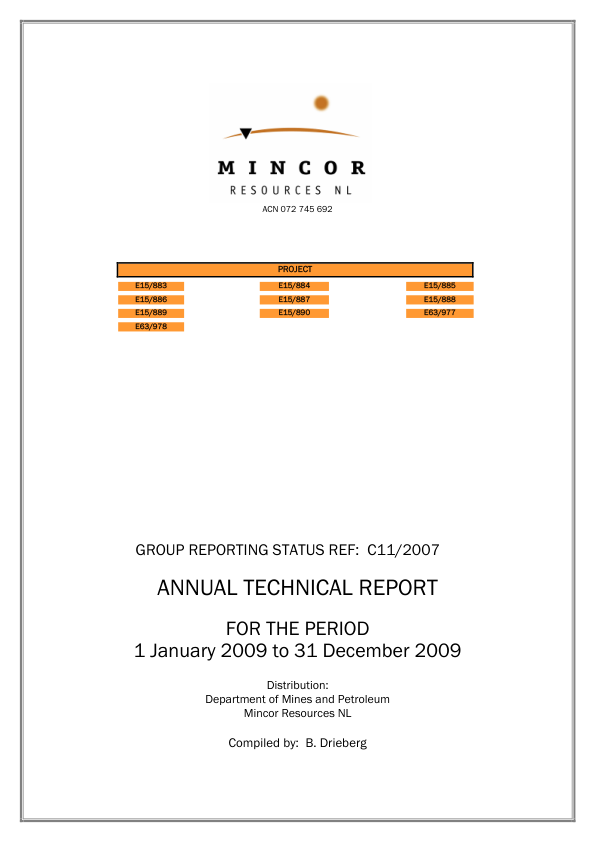 MINCOR
RESOURCES NL
ACN 072 745 692
PROJECT
E15/883 E15/884 E15/885
E15/886 E15/887 E15/888
E15/889 E15/890 E63/977
E63/978
GROUP REPORTING STATUS REF: C11/2007
ANNUAL TECHNICAL REPORT
FOR THE PERIOD
1 January 2009 to 31 December 2009
Distribution:
Department of Mines and Petroleum
Mincor Resources NL
Compiled by: B. Drieberg